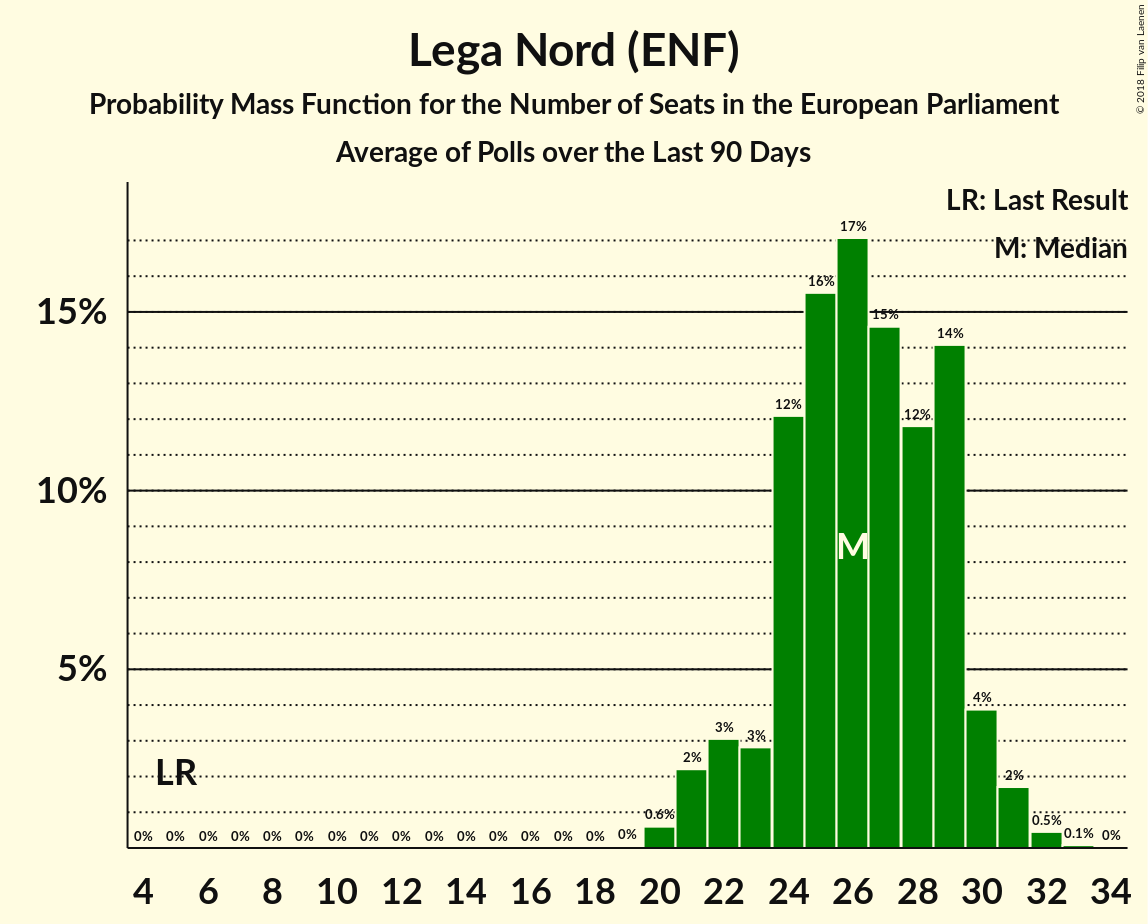 Lega Nord (ENF)
Probability Mass Function for the Number of Seats in the European Parliament
Average of Polls over the Last 90 Days
© 2018 Filip van Laenen
LR: Last Result
M: Median
15%
10%
5%
17%
16%
15%
14%
12%
12%
M
4%
3%
3%
2%
2%
LR
0.6%
0.5%
0.1%
0% 0% 0% 0% 0% 0% 0% 0% 0% 0% 0% 0% 0% 0% 0% 0% 0%
4 6 8 10 12 14 16 18 20 22 24 26 28 30 32 34